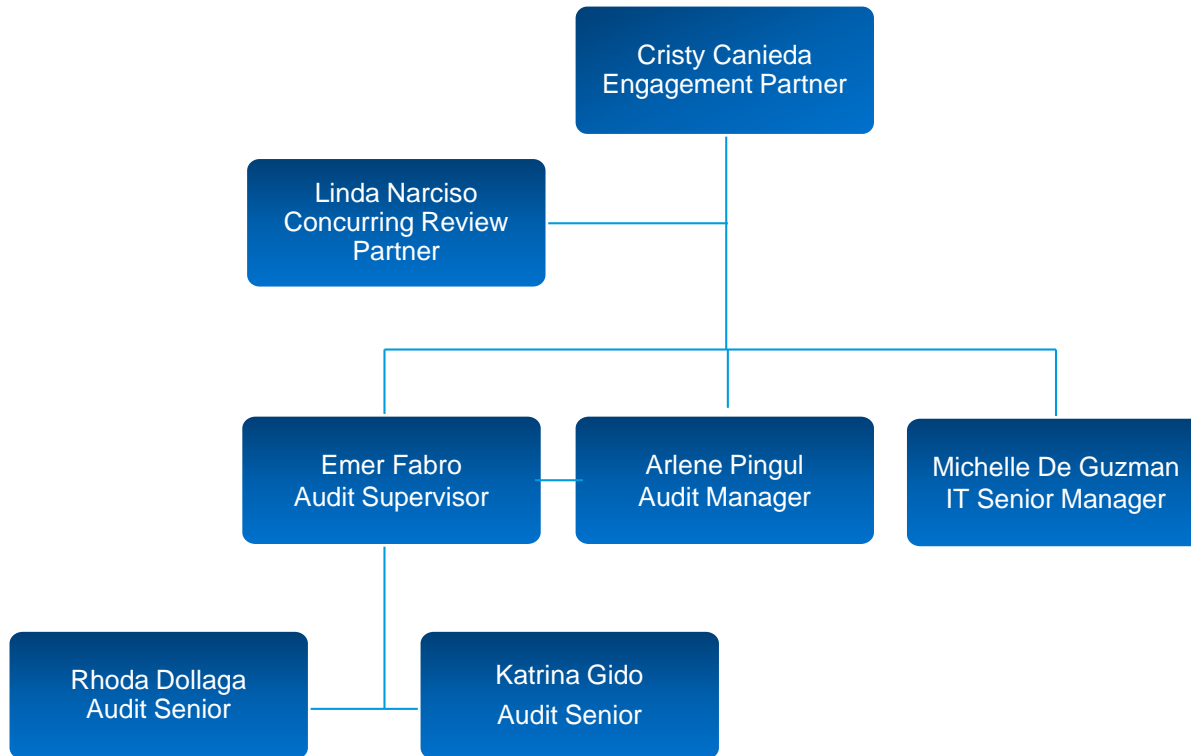 Cristy Canieda
Engagement Partner
Linda Narciso
Concurring Review
Partner
Emer Fabro
Audit Supervisor
Arlene Pingul
Audit Manager
Michelle De Guzman
IT Senior Manager
Rhoda Dollaga
Audit Senior
Katrina Gido
Audit Senior